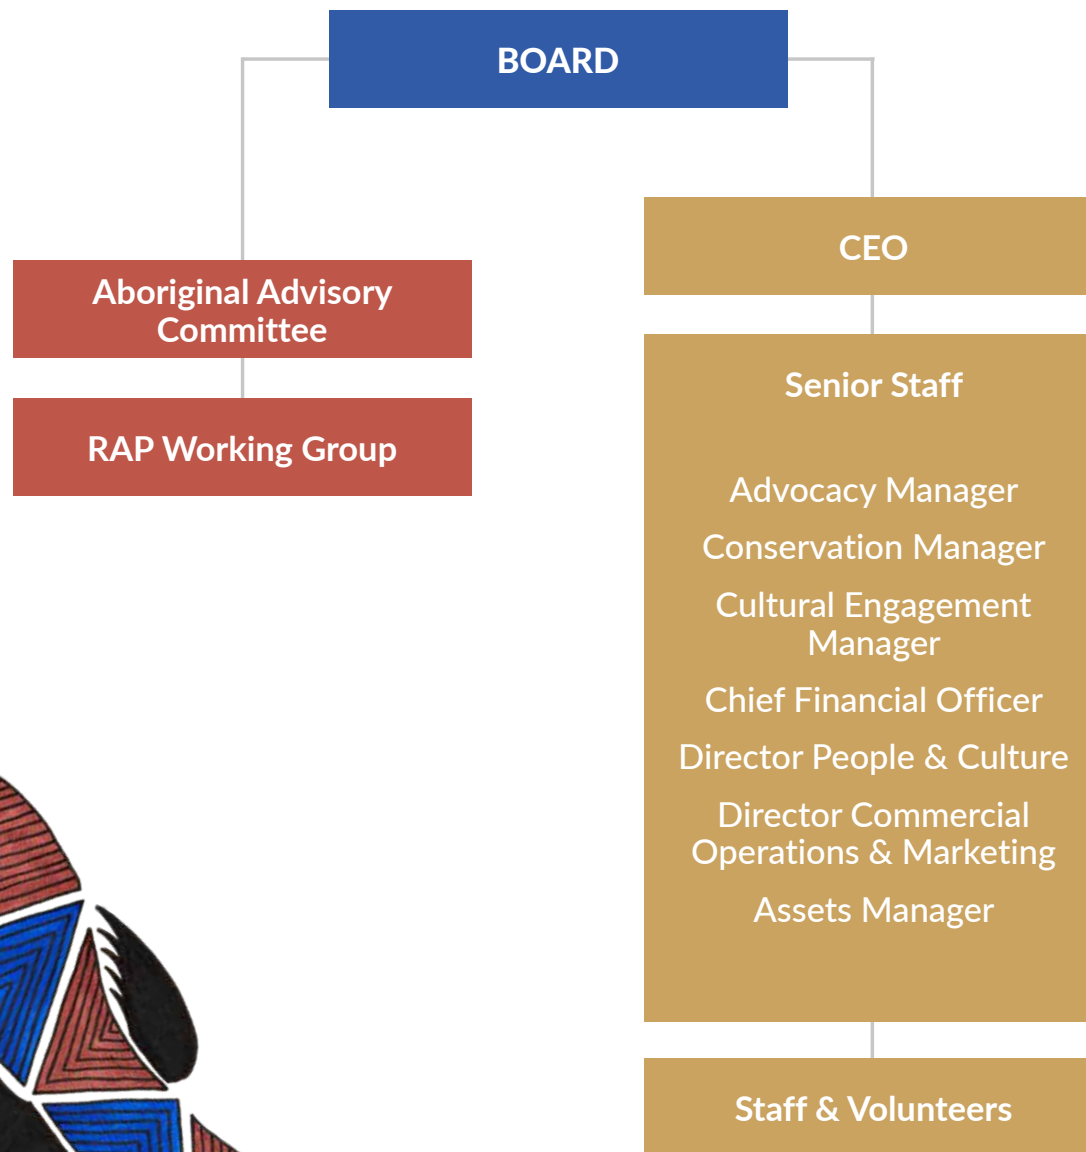 BOARD
Aboriginal Advisory
Committee
RAP Working Group
CEO
Senior Staff
Advocacy Manager
Conservation Manager
Cultural Engagement
Manager
Chief Financial Officer
Director People & Culture
Director Commercial
Operations & Marketing
Assets Manager
Staff & Volunteers